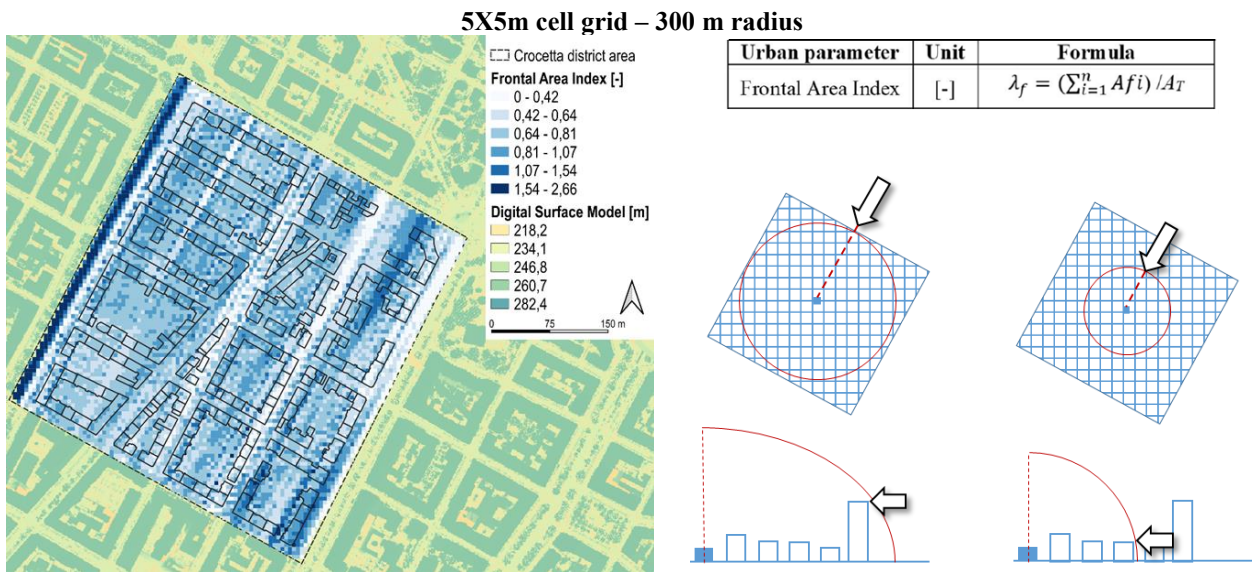 5X5m cell grid – 300 m radius
Crocetta district area
Frontal Area Index [-]
0 - 0,42
0,42 - 0,64
0,64 - 0,81
0,81 - 1,07
1,07 - 1,54
1,54 - 2,66
Digital Surface Model [m]
218,2
234,1
246,8
260,7
282,4
0 75 150 m
Urban parameter Unit Formula
Frontal Area Index [-] λf = (∑ⁿᵢ₌₁ Afi) /A_T